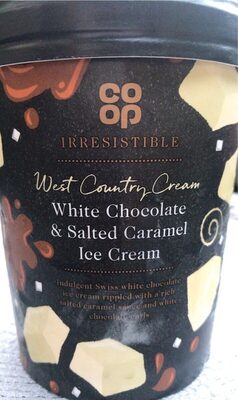 CO
OP
IRRESISTIBLE
West Country Cream
White Chocolate
& Salted Caramel
Ice Cream
indulgent Swiss white chocolate
ice cream rippled with a rich
salted caramel sauce and white
chocolate curls